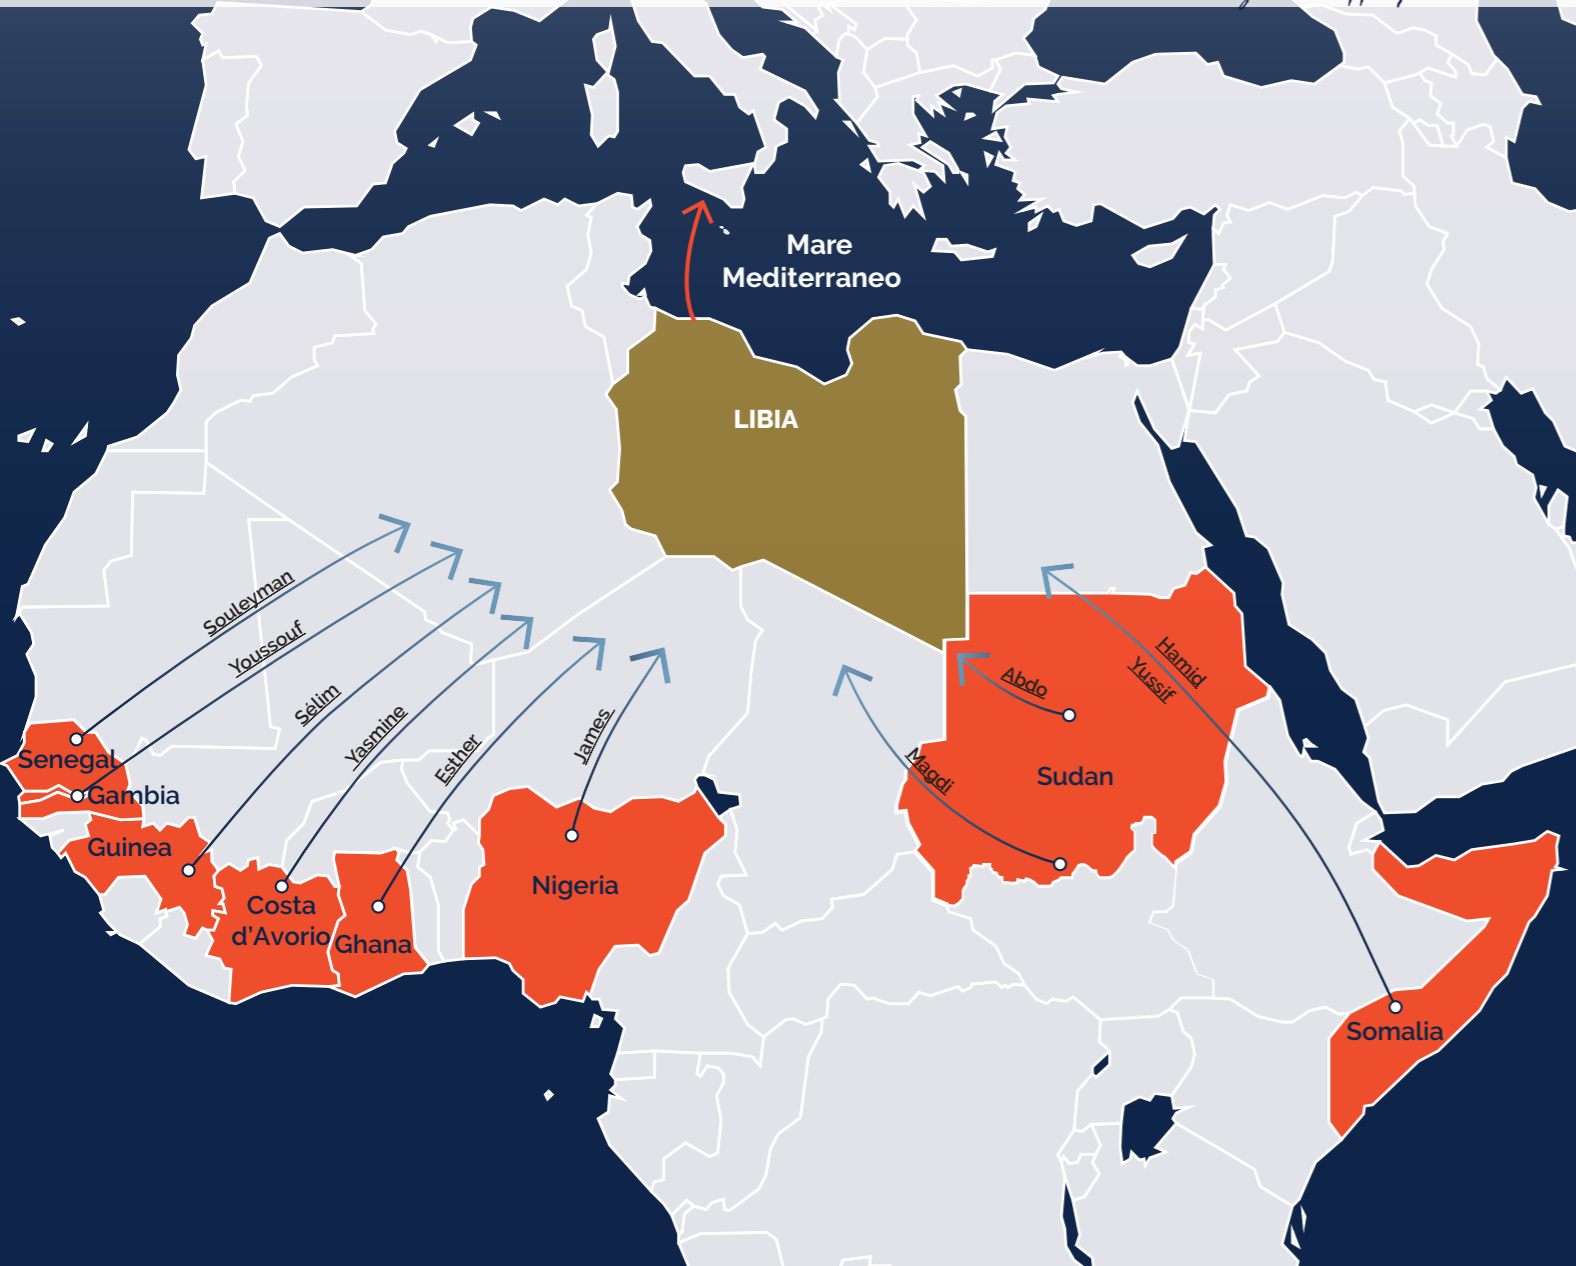 Mare
Mediterraneo
LIBIA
Souleyman
Youssouf
Sélim
Yasmine
Esther
James
Magdi
Abdo
Hamid
Yussif
Senegal
Gambia
Guinea
Costa
d'Avorio
Ghana
Nigeria
Sudan
Somalia